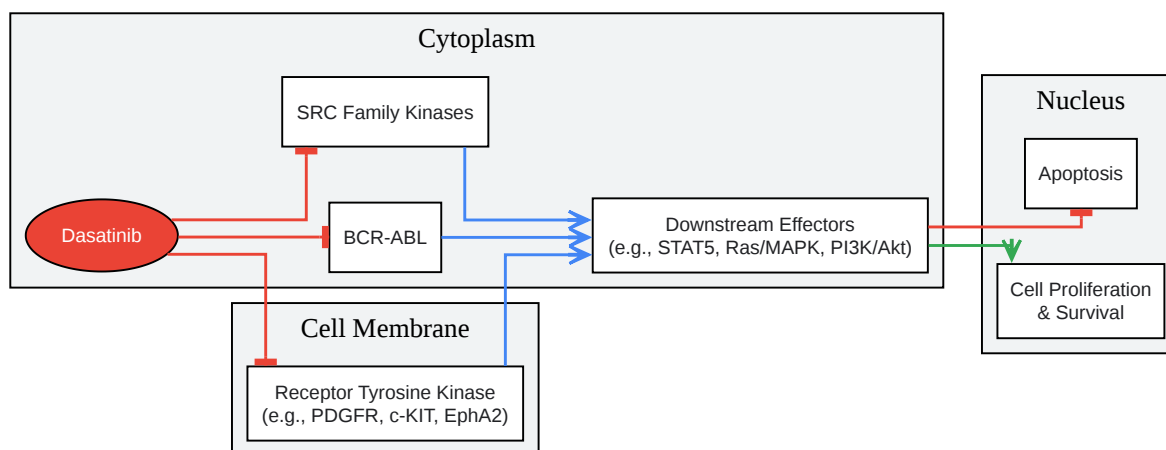 Cytoplasm
SRC Family Kinases
Nucleus
Apoptosis
Dasatinib
BCR-ABL
Downstream Effectors
(e.g., STAT5, Ras/MAPK, PI3K/Akt)
Cell Proliferation
& Survival
Cell Membrane
Receptor Tyrosine Kinase
(e.g., PDGFR, c-KIT, EphA2)